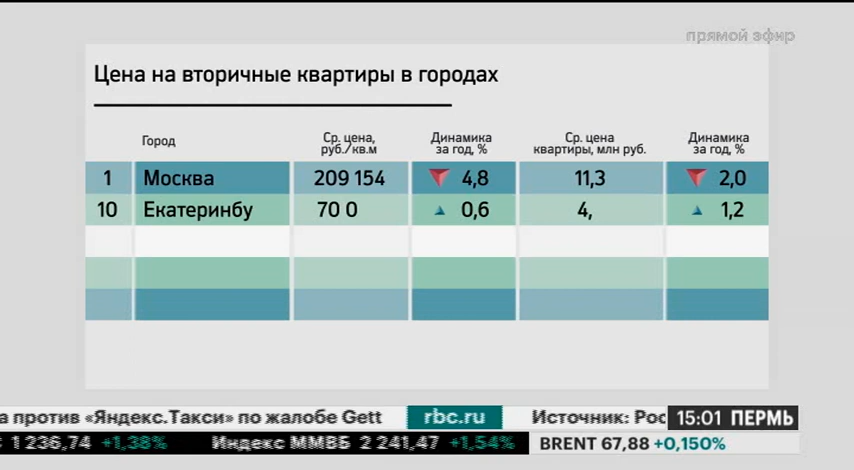 прямой эфир
Цена на вторичные квартиры в городах
Город
Ср. цена, руб./кв.м
Динамика за год, %
Ср. цена квартиры, млн руб.
Динамика за год, %
1 Москва 209 154 4,8 11,3 2,0
10 Екатеринбу 70 0 0,6 4, 1,2
а против «Яндекс.Такси» по жалобе Gett rbc.ru Источник: Рос 15:01 ПЕРМЬ
1 236,74 +1,38% Индекс ММВБ 2 241,47 +1,54% BRENT 67,88 +0,150%